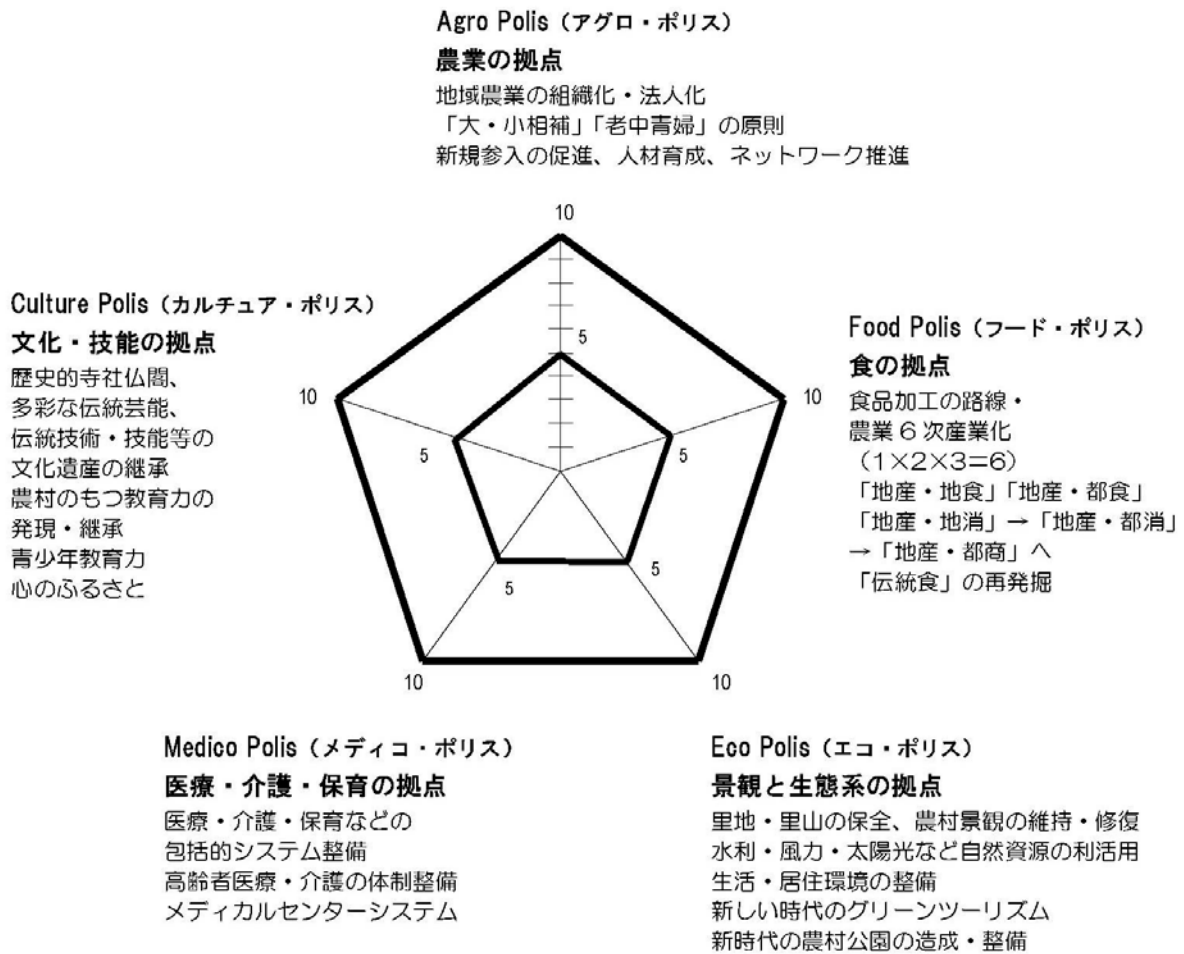 Agro Polis（アグロ・ポリス）
農業の拠点
地域農業の組織化・法人化
「大・小相補」「老中青婦」の原則
新規参入の促進、人材育成、ネットワーク推進
10
5
Culture Polis（カルチュア・ポリス）
文化・技能の拠点
歴史的寺社仏閣、
多彩な伝統芸能、
伝統技術・技能等の
文化遺産の継承
農村のもつ教育力の
発現・継承
青少年教育力
心のふるさと
10
5
Food Polis（フード・ポリス）
食の拠点
食品加工の路線・
農業６次産業化
（1×2×3＝6）
「地産・地食」「地産・都食」
「地産・地消」→「地産・都消」
→「地産・都商」へ
「伝統食」の再発掘
10
5
5
5
10
10
Medico Polis（メディコ・ポリス）
医療・介護・保育の拠点
医療・介護・保育などの
包括的システム整備
高齢者医療・介護の体制整備
メディカルセンターシステム
Eco Polis（エコ・ポリス）
景観と生態系の拠点
里地・里山の保全、農村景観の維持・修復
水利・風力・太陽光など自然資源の利活用
生活・居住環境の整備
新しい時代のグリーンツーリズム
新時代の農村公園の造成・整備